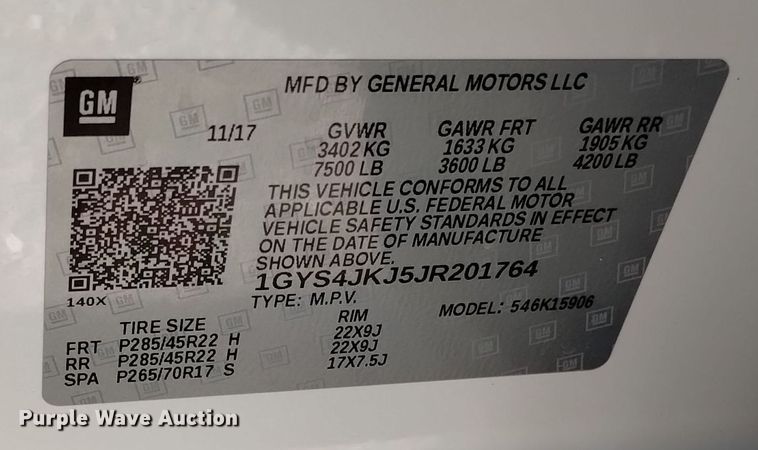 GM
MFD BY GENERAL MOTORS LLC
11/17 GVWR GAWR FRT GAWR RR
3402 KG 1633 KG 1905 KG
7500 LB 3600 LB 4200 LB
THIS VEHICLE CONFORMS TO ALL
APPLICABLE U.S. FEDERAL MOTOR
VEHICLE SAFETY STANDARDS IN EFFECT
ON THE DATE OF MANUFACTURE
SHOWN ABOVE.
1GYS4JKJ5JR201764
140X
TYPE: M.P.V. MODEL: 546K15906
TIRE SIZE RIM
FRT P285/45R22 H 22X9J
RR P285/45R22 H 22X9J
SPA P265/70R17 S 17X7.5J
Purple Wave Auction